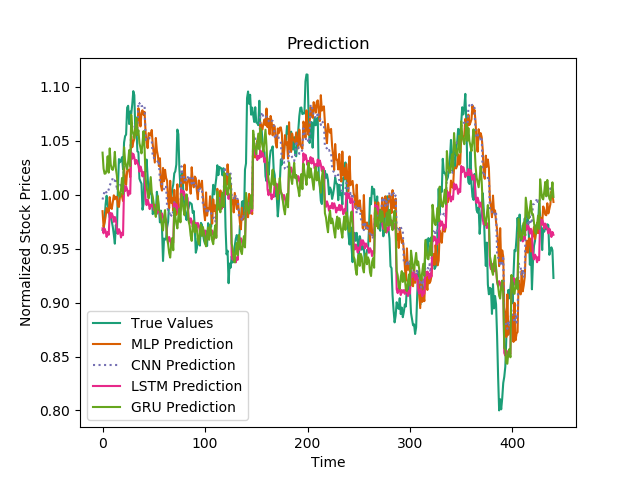 Prediction
Normalized Stock Prices
1.10
1.05
1.00
0.95
0.90
0.85
0.80
True Values
MLP Prediction
CNN Prediction
LSTM Prediction
GRU Prediction
0 100 200 300 400
Time